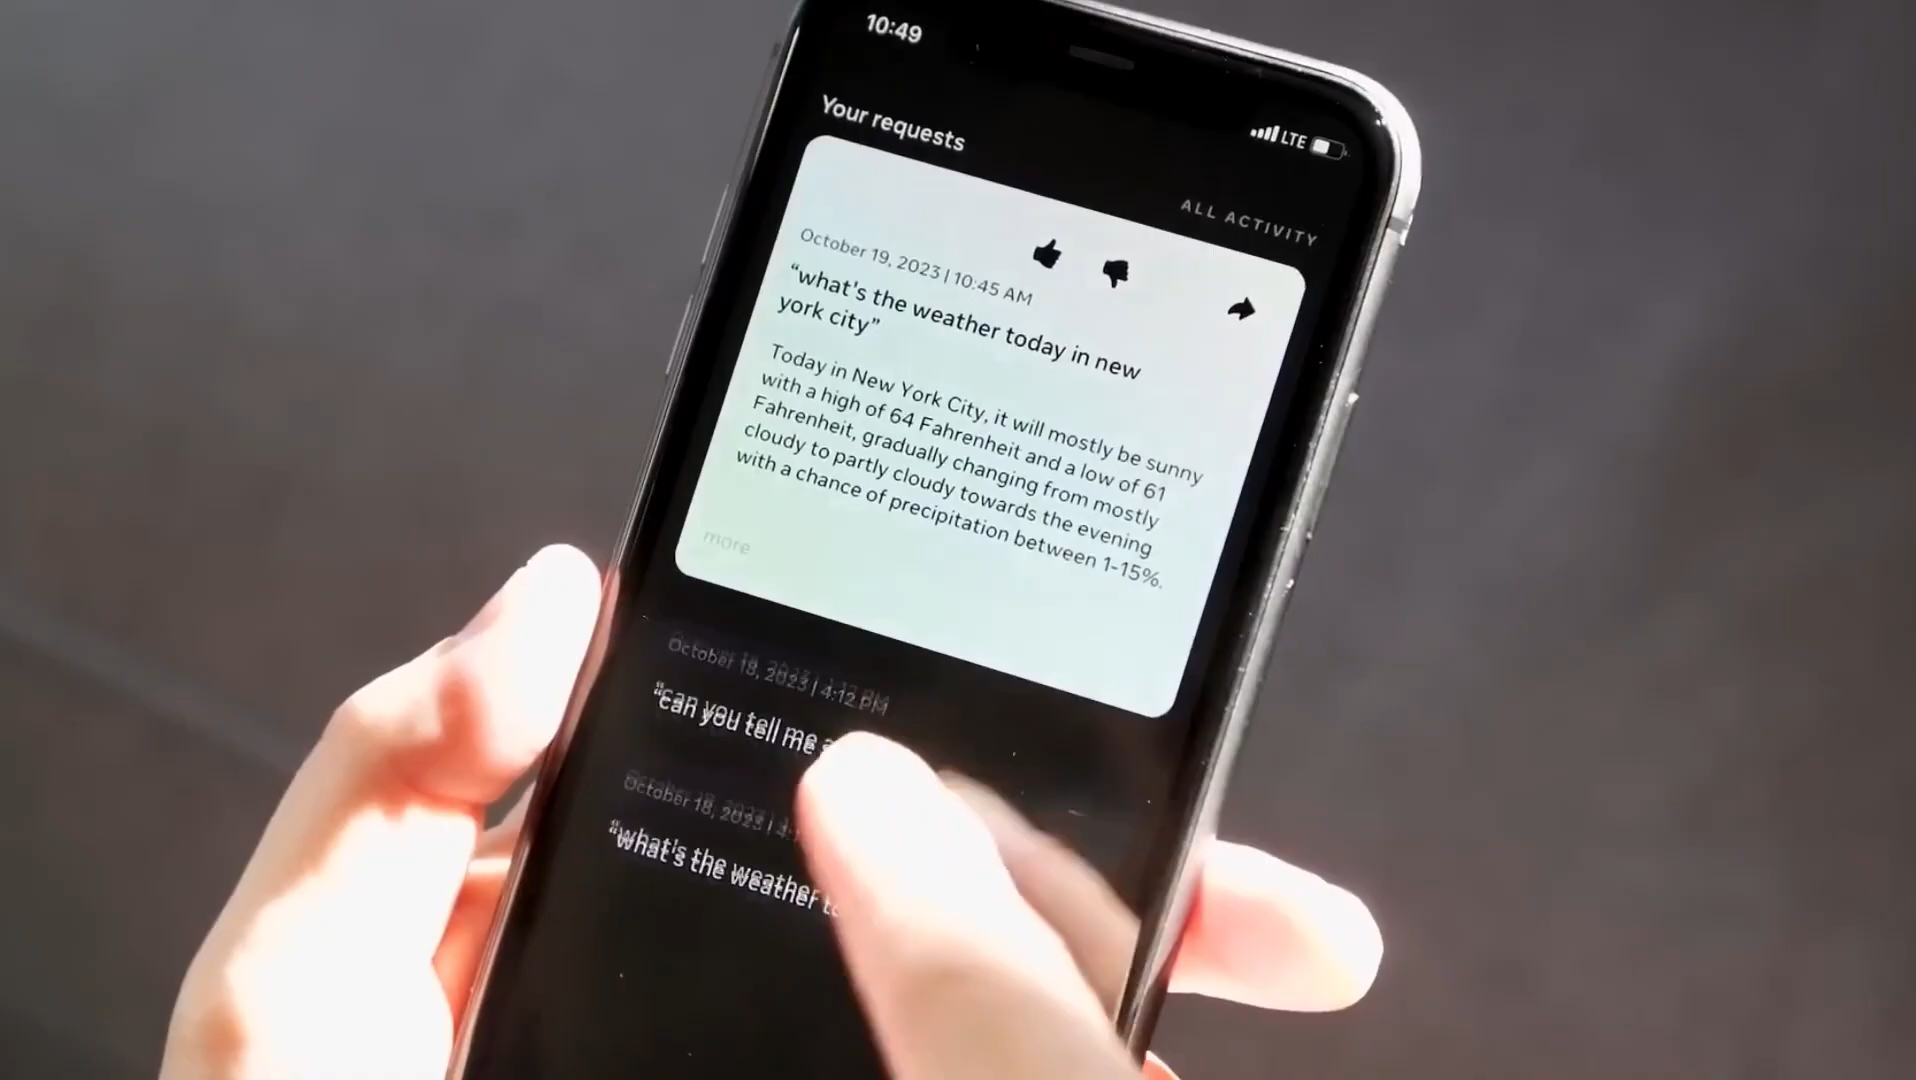 10:49
LTE
Your requests
ALL ACTIVITY
October 19, 2023 | 10:45 AM
“what's the weather today in new
york city”
Today in New York City, it will mostly be sunny
with a high of 64 Fahrenheit and a low of 61
Fahrenheit, gradually changing from mostly
cloudy to partly cloudy towards the evening
with a chance of precipitation between 1-15%.
more
October 18, 2023 | 4:12 PM
“can you tell me
October 18, 2023 | 4:
“what's the weather